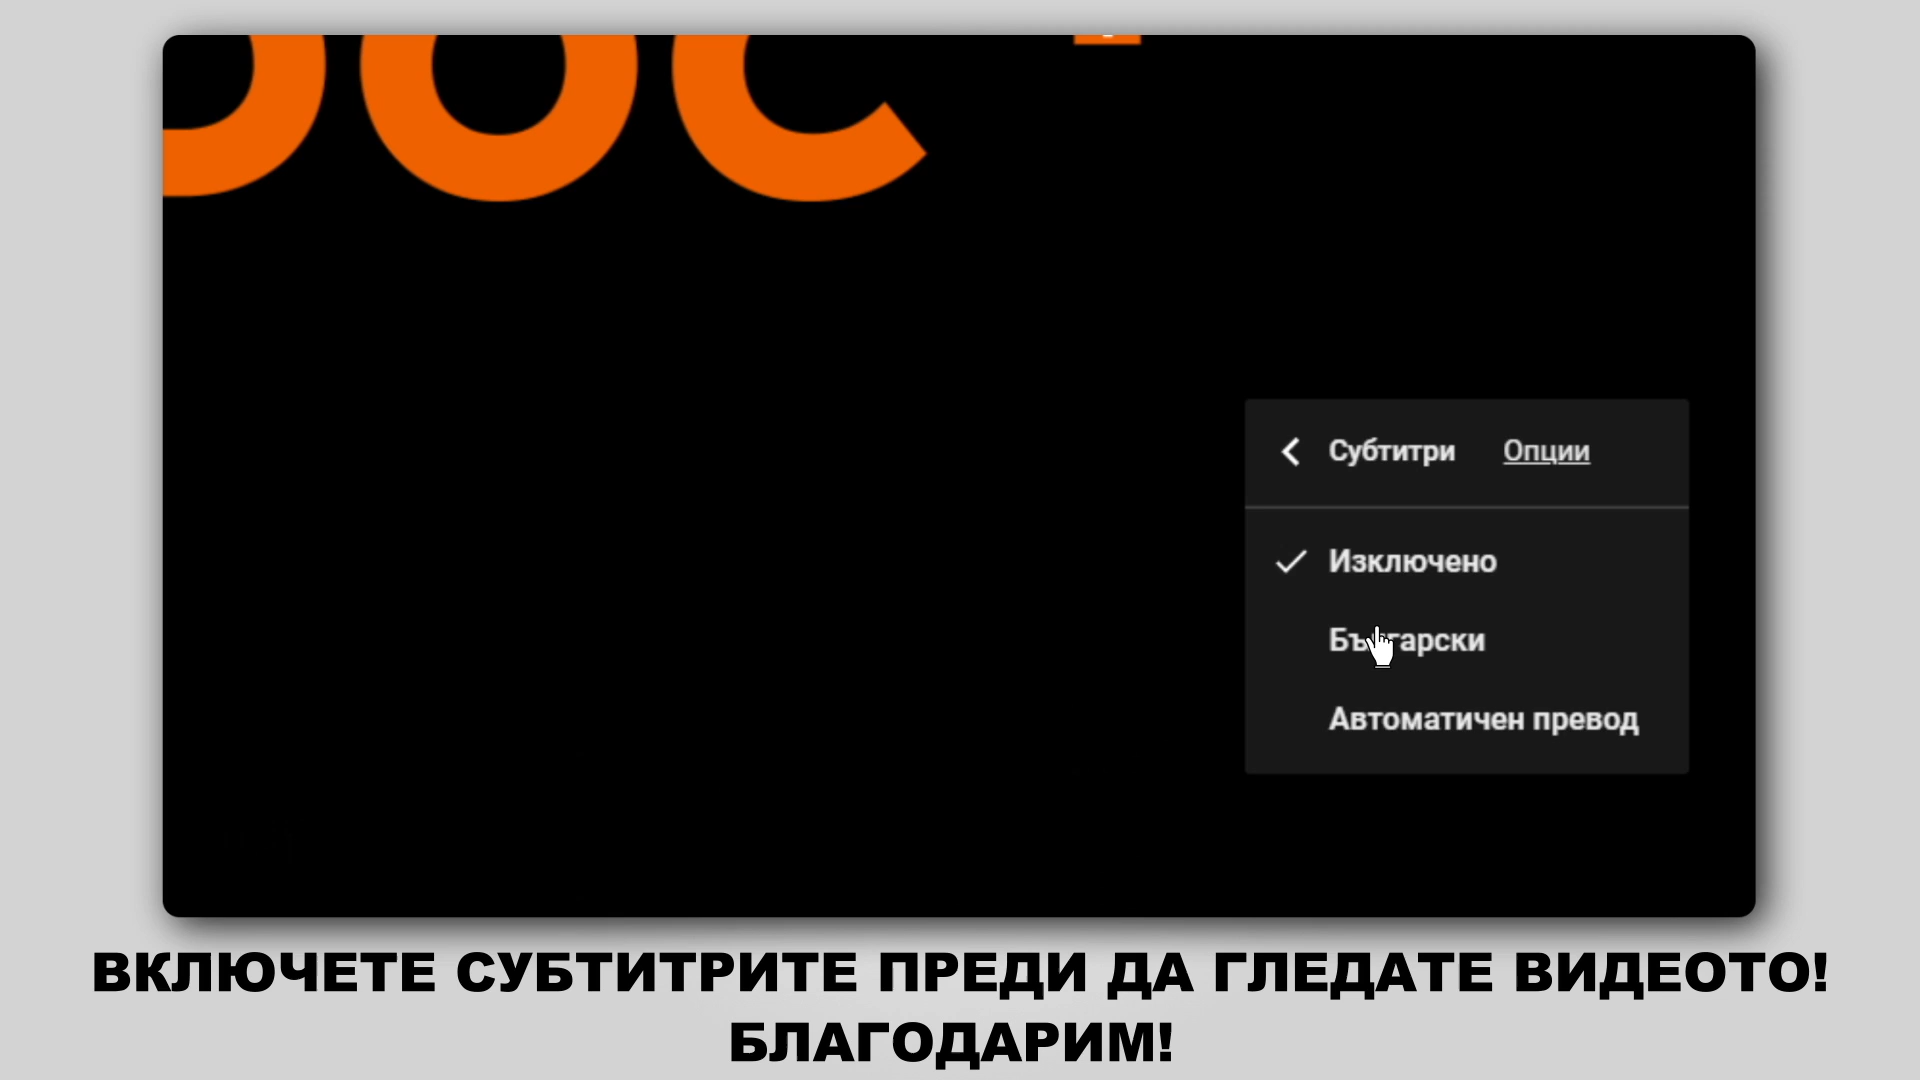 Субтитри Опции
Изключено
Български
Автоматичен превод
ВКЛЮЧЕТЕ СУБТИТРИТЕ ПРЕДИ ДА ГЛЕДАТЕ ВИДЕОТО!
БЛАГОДАРИМ!